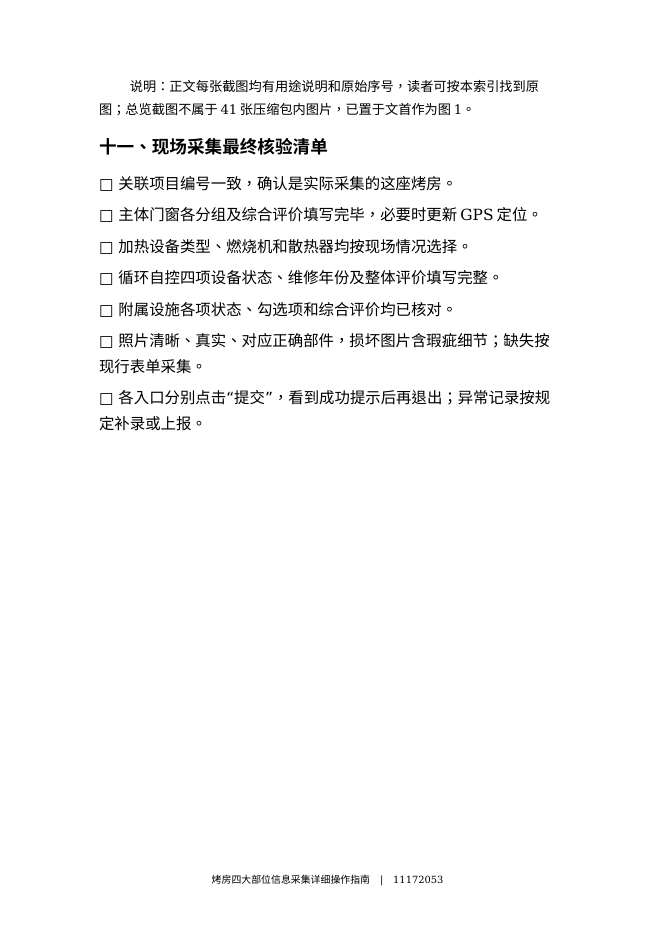 说明：正文每张截图均有用途说明和原始序号，读者可按本索引找到原
图；总览截图不属于 41 张压缩包内图片，已置于文首作为图 1。
十一、现场采集最终核验清单
□ 关联项目编号一致，确认是实际采集的这座烤房。
□ 主体门窗各分组及综合评价填写完毕，必要时更新 GPS 定位。
□ 加热设备类型、燃烧机和散热器均按现场情况选择。
□ 循环自控四项设备状态、维修年份及整体评价填写完整。
□ 附属设施各项状态、勾选项和综合评价均已核对。
□ 照片清晰、真实、对应正确部件，损坏图片含瑕疵细节；缺失按
现行表单采集。
□ 各入口分别点击“提交”，看到成功提示后再退出；异常记录按规
定补录或上报。
烤房四大部位信息采集详细操作指南 | 11172053